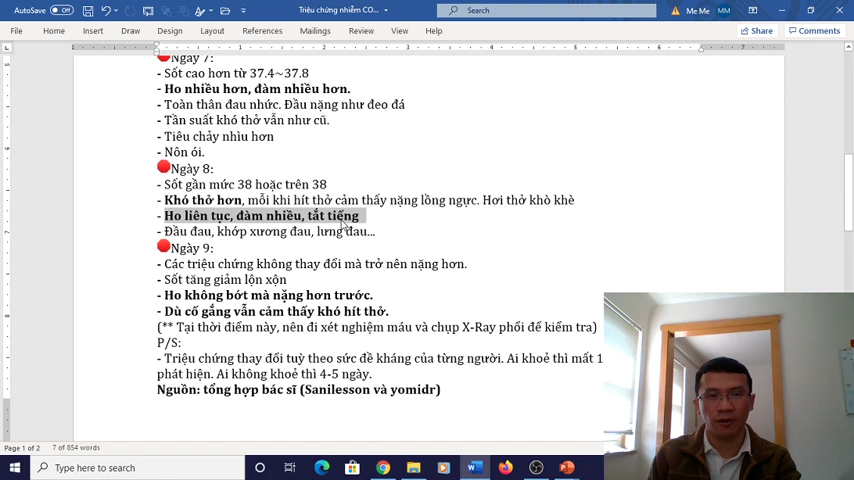 AutoSave Off Triệu chứng nhiễm CO... Search Me Me MM
File Home Insert Draw Design Layout References Mailings Review View Help Share Comments
Ngày 7:
- Sốt cao hơn từ 37.4~37.8
- Ho nhiều hơn, đàm nhiều hơn.
- Toàn thân đau nhức. Đầu nặng như đeo đá
- Tần suất khó thở vẫn như cũ.
- Tiêu chảy nhìu hơn
- Nôn ói.
Ngày 8:
- Sốt gần mức 38 hoặc trên 38
- Khó thở hơn, mỗi khi hít thở cảm thấy nặng lồng ngực. Hơi thở khò khè
- Ho liên tục, đàm nhiều, tắt tiếng
- Đầu đau, khớp xương đau, lưng đau...
Ngày 9:
- Các triệu chứng không thay đổi mà trở nên nặng hơn.
- Sốt tăng giảm lộn xộn
- Ho không bớt mà nặng hơn trước.
- Dù cố gắng vẫn cảm thấy khó hít thở.
(** Tại thời điểm này, nên đi xét nghiệm máu và chụp X-Ray phổi để kiểm tra)
P/S:
- Triệu chứng thay đổi tuỳ theo sức đề kháng của từng người. Ai khoẻ thì mất 1
phát hiện. Ai không khoẻ thì 4-5 ngày.
Nguồn: tổng hợp bác sĩ (Sanilesson và yomidr)
Page 1 of 2 7 of 854 words
Type here to search